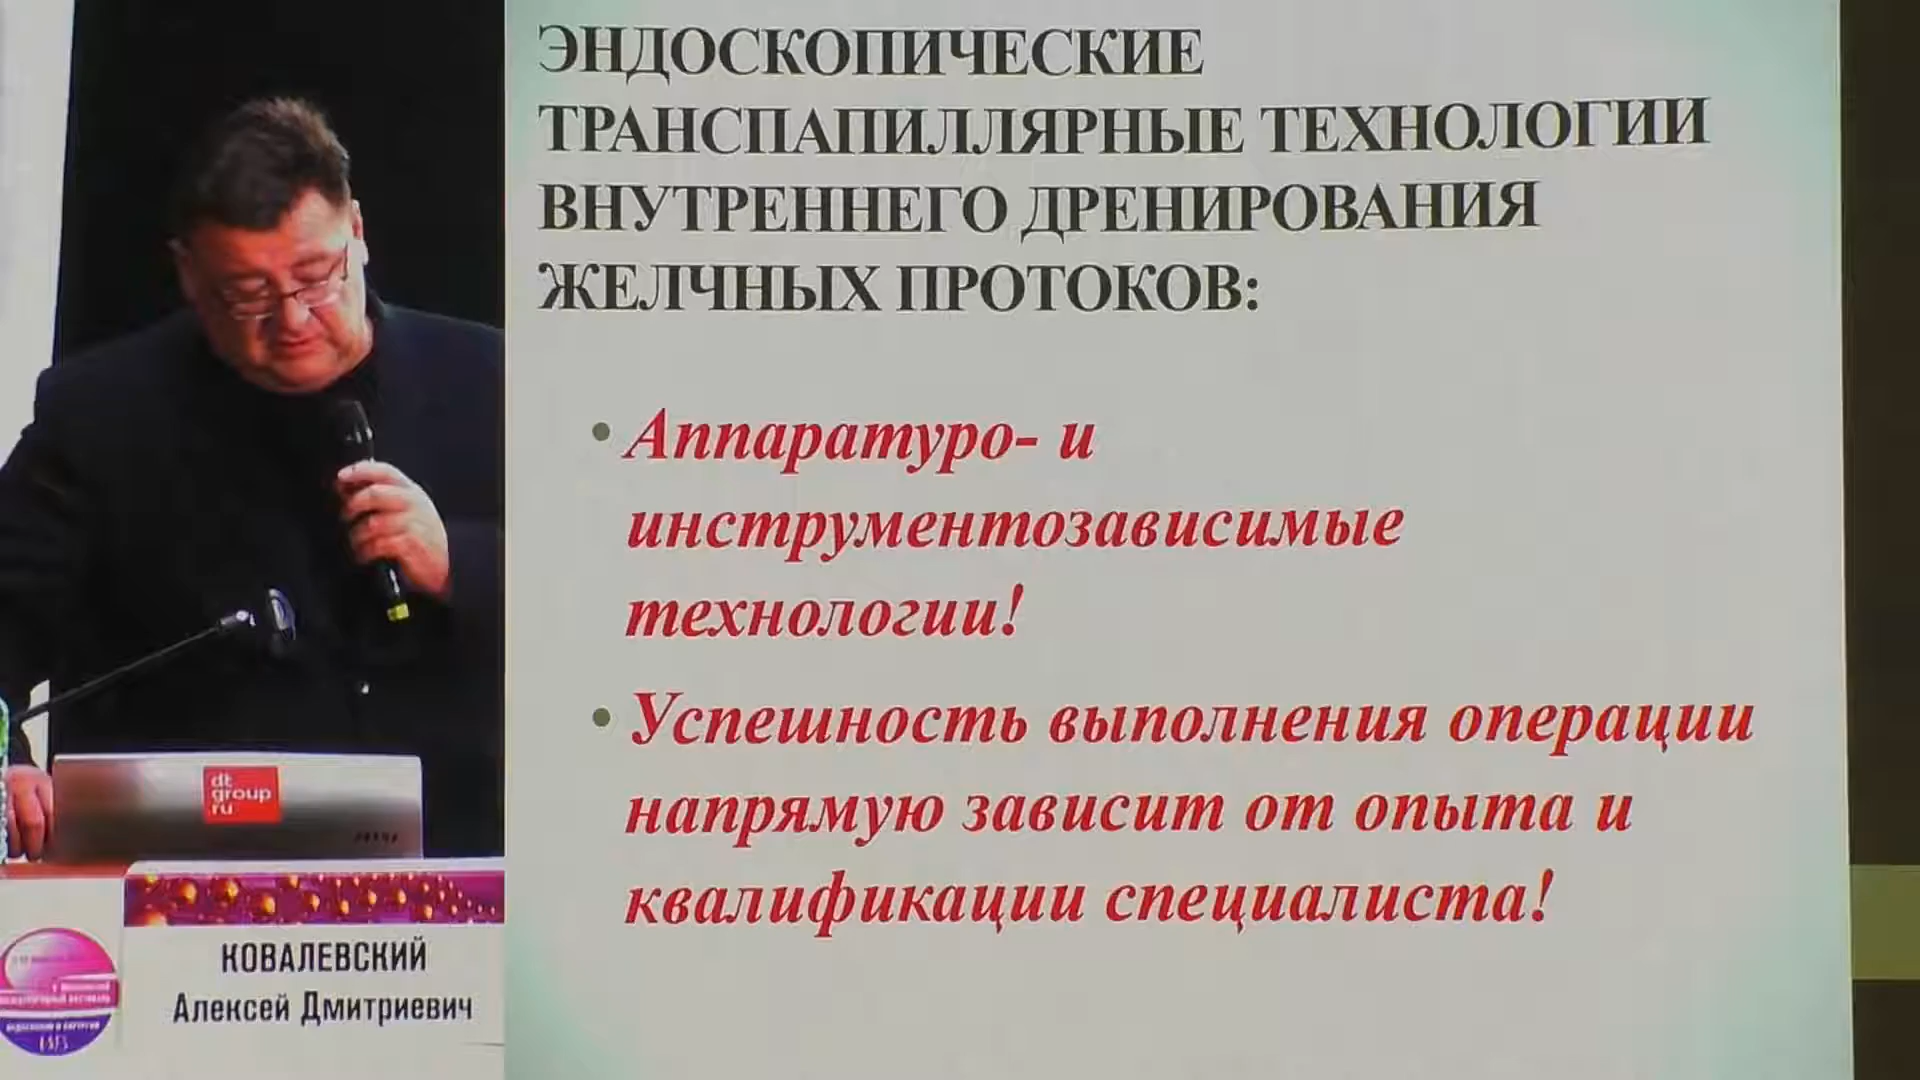 ЭНДОСКОПИЧЕСКИЕ
ТРАНСПАПИЛЛЯРНЫЕ ТЕХНОЛОГИИ
ВНУТРЕННЕГО ДРЕНИРОВАНИЯ
ЖЕЛЧНЫХ ПРОТОКОВ:
• Аппаратуро- и
инструментозависимые
технологии!
• Успешность выполнения операции
напрямую зависит от опыта и
квалификации специалиста!
dt
group
ru
КОВАЛЕВСКИЙ
Алексей Дмитриевич